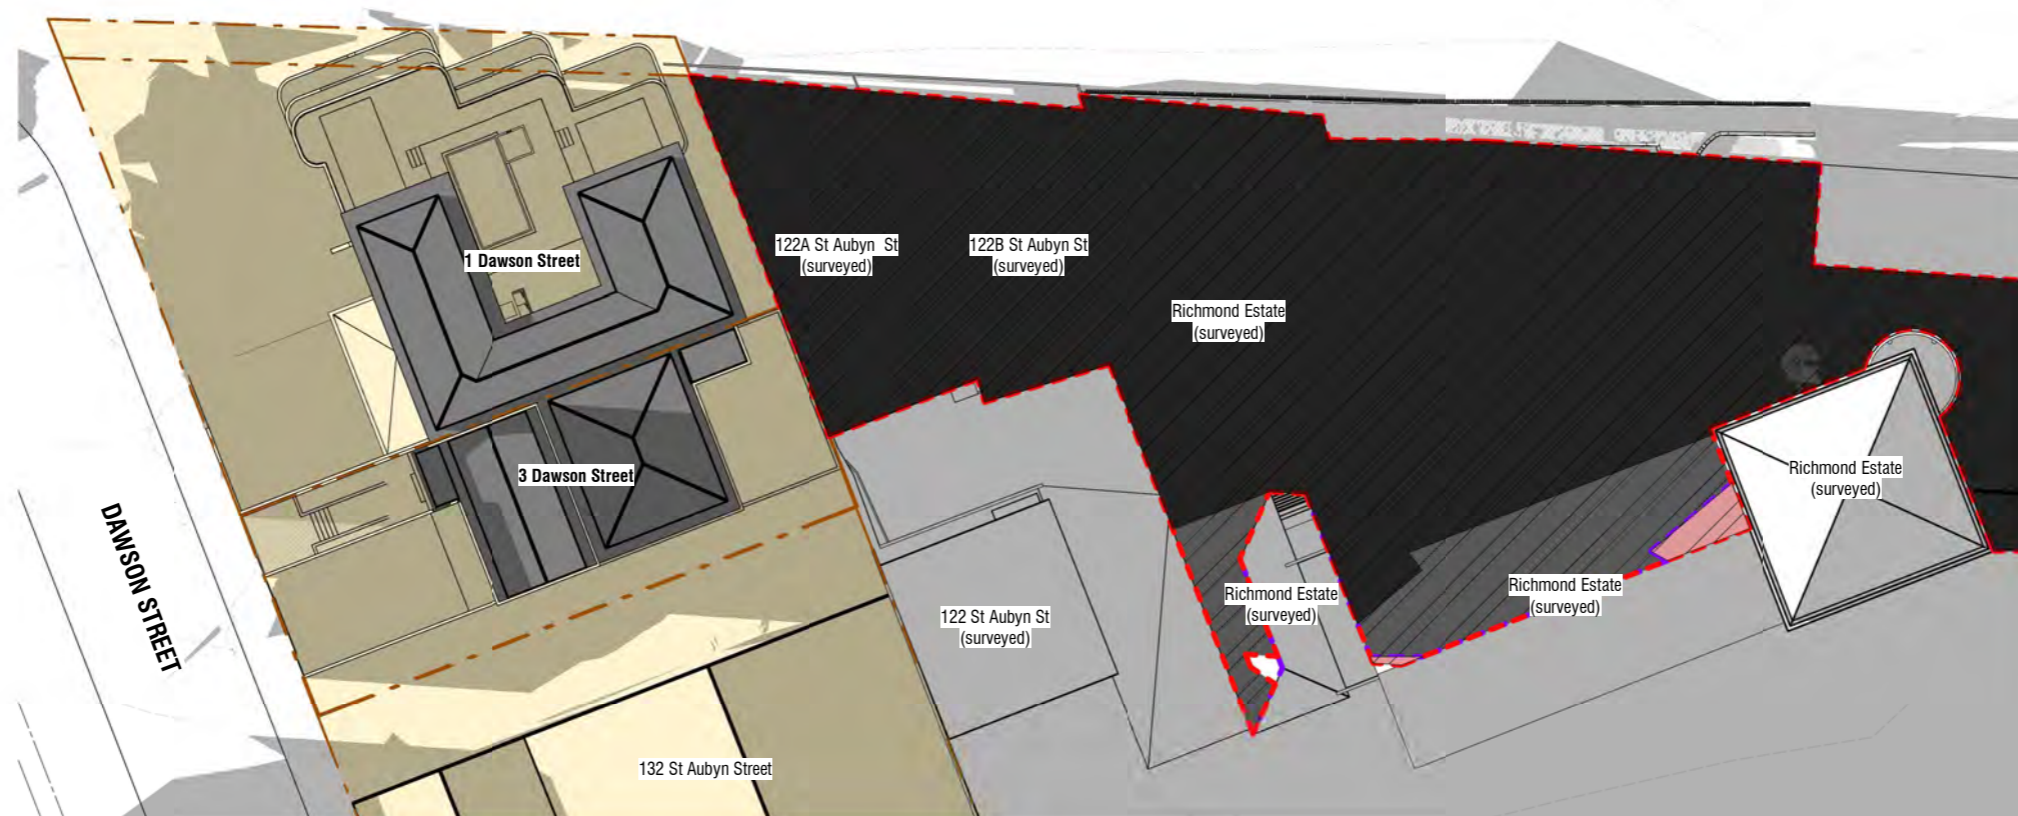 1 Dawson Street
122A St Aubyn St
(surveyed)
122B St Aubyn St
(surveyed)
Richmond Estate
(surveyed)
3 Dawson Street
Richmond Estate
(surveyed)
DAWSON STREET
122 St Aubyn St
(surveyed)
Richmond Estate
(surveyed)
Richmond Estate
(surveyed)
132 St Aubyn Street